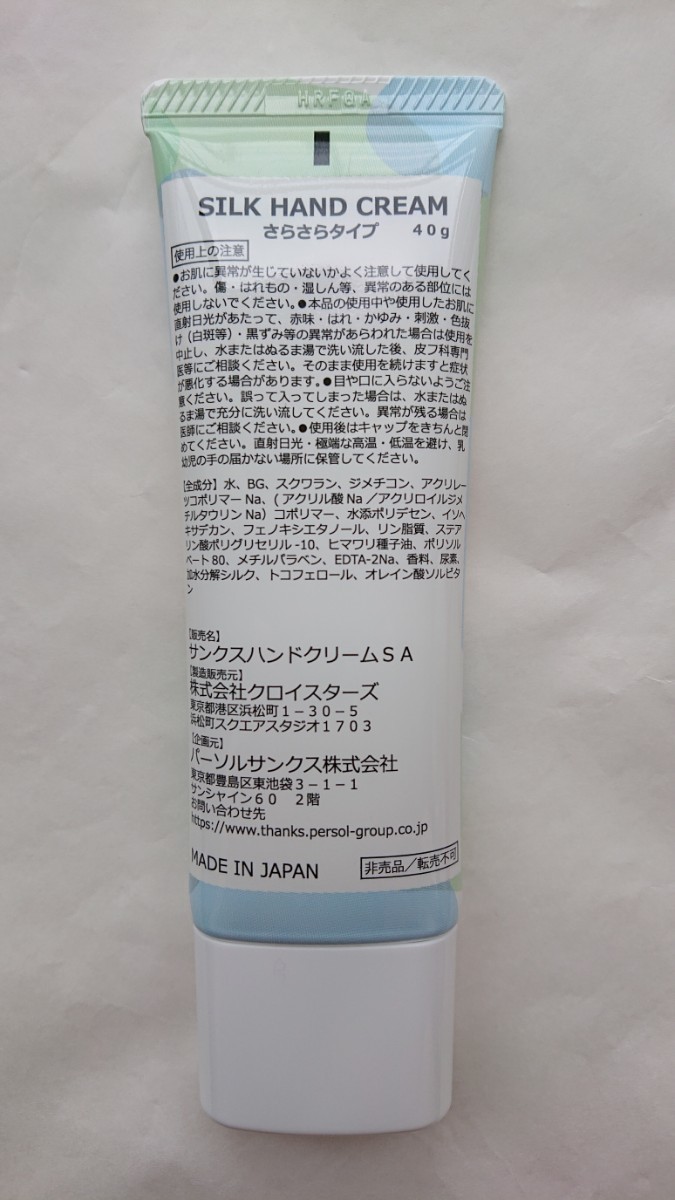 HRFQA
SILK HAND CREAM
さらさらタイプ 40g
使用上の注意
●お肌に異常が生じていないかよく注意して使用してく
ださい。傷・はれもの・湿しん等、異常のある部位には
使用しないでください。●本品の使用中や使用したお肌に
直射日光があたって、赤味・はれ・かゆみ・刺激・色抜
け（白斑等）・黒ずみ等の異常があらわれた場合は使用を
中止し、水またはぬるま湯で洗い流した後、皮フ科専門
医等にご相談ください。そのまま使用を続けますと症状
が悪化する場合があります。●目や口に入らないようご注
意ください。誤って入ってしまった場合は、水またはぬ
るま湯で充分に洗い流してください。異常が残る場合は
医師にご相談ください。●使用後はキャップをきちんと閉
めてください。直射日光・極端な高温・低温を避け、乳
幼児の手の届かない場所に保管してください。
【全成分】水、BG、スクワラン、ジメチコン、アクリレー
ツコポリマーNa、(アクリル酸Na／アクリロイルジメ
チルタウリンNa）コポリマー、水添ポリデセン、イソヘ
キサデカン、フェノキシエタノール、リン脂質、ステア
リン酸ポリグリセリル-10、ヒマワリ種子油、ポリソル
ベート80、メチルパラベン、EDTA-2Na、香料、尿素、
加水分解シルク、トコフェロール、オレイン酸ソルビタ
ン
【販売名】
サンクスハンドクリームＳＡ
【製造販売元】
株式会社クロイスターズ
東京都港区浜松町１－３０－５
浜松町スクエアスタジオ１７０３
【企画元】
パーソルサンクス株式会社
東京都豊島区東池袋３－１－１
サンシャイン６０ ２階
お問い合わせ先
https://www.thanks.persol-group.co.jp
MADE IN JAPAN 非売品／転売不可